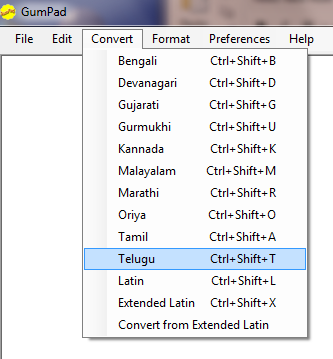 GumPad
File Edit Convert Format Preferences Help
Bengali Ctrl+Shift+B
Devanagari Ctrl+Shift+D
Gujarati Ctrl+Shift+G
Gurmukhi Ctrl+Shift+U
Kannada Ctrl+Shift+K
Malayalam Ctrl+Shift+M
Marathi Ctrl+Shift+R
Oriya Ctrl+Shift+O
Tamil Ctrl+Shift+A
Telugu Ctrl+Shift+T
Latin Ctrl+Shift+L
Extended Latin Ctrl+Shift+X
Convert from Extended Latin